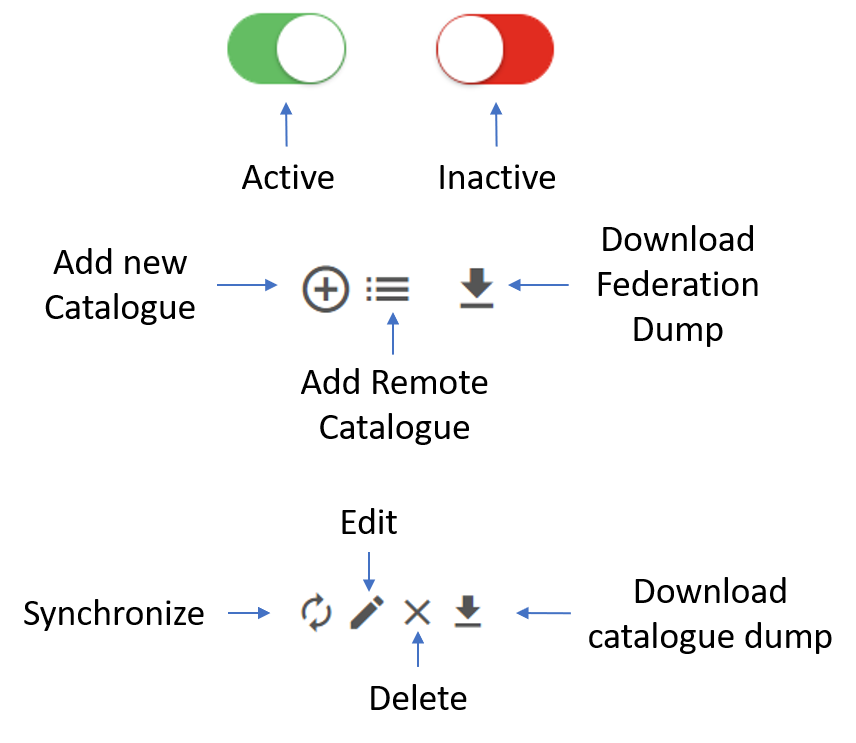 Active
Inactive
Add new
Catalogue
Download
Federation
Dump
Add Remote
Catalogue
Edit
Synchronize
Download
catalogue dump
Delete